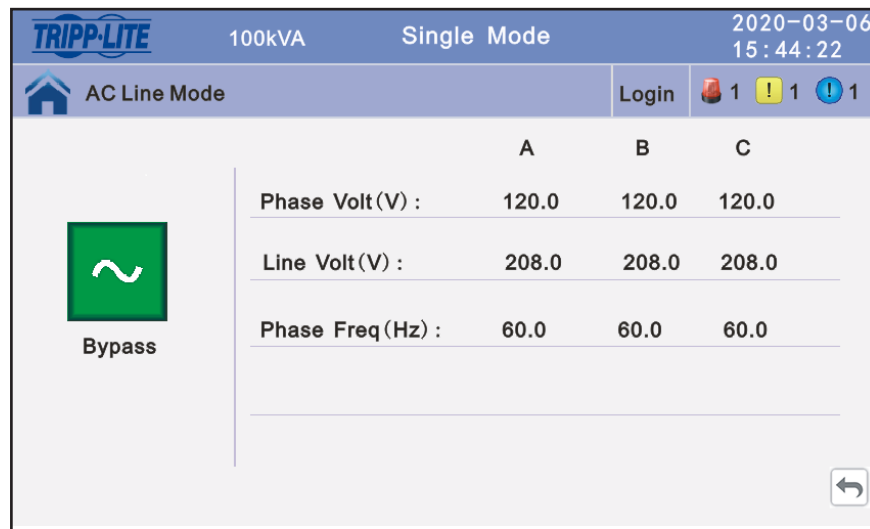 TRIPP·LITE 100kVA Single Mode 2020-03-06
15:44:22
AC Line Mode Login 1 ! 1 ! 1
A B C
Phase Volt(V): 120.0 120.0 120.0
Line Volt(V): 208.0 208.0 208.0
Phase Freq(Hz): 60.0 60.0 60.0
Bypass